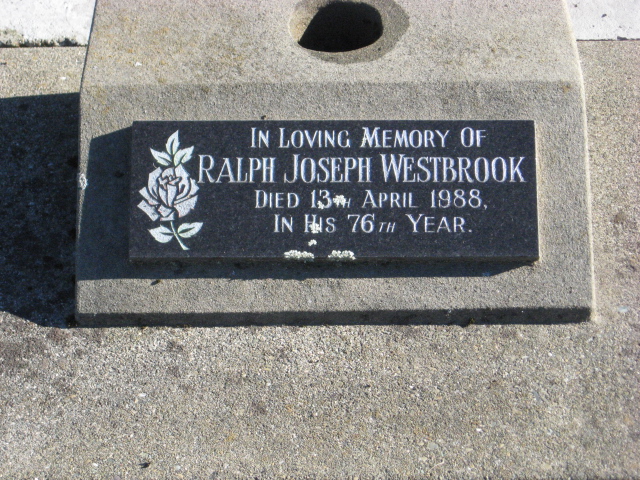 In Loving Memory Of
Ralph Joseph Westbrook
Died 13th April 1988,
In His 76th Year.